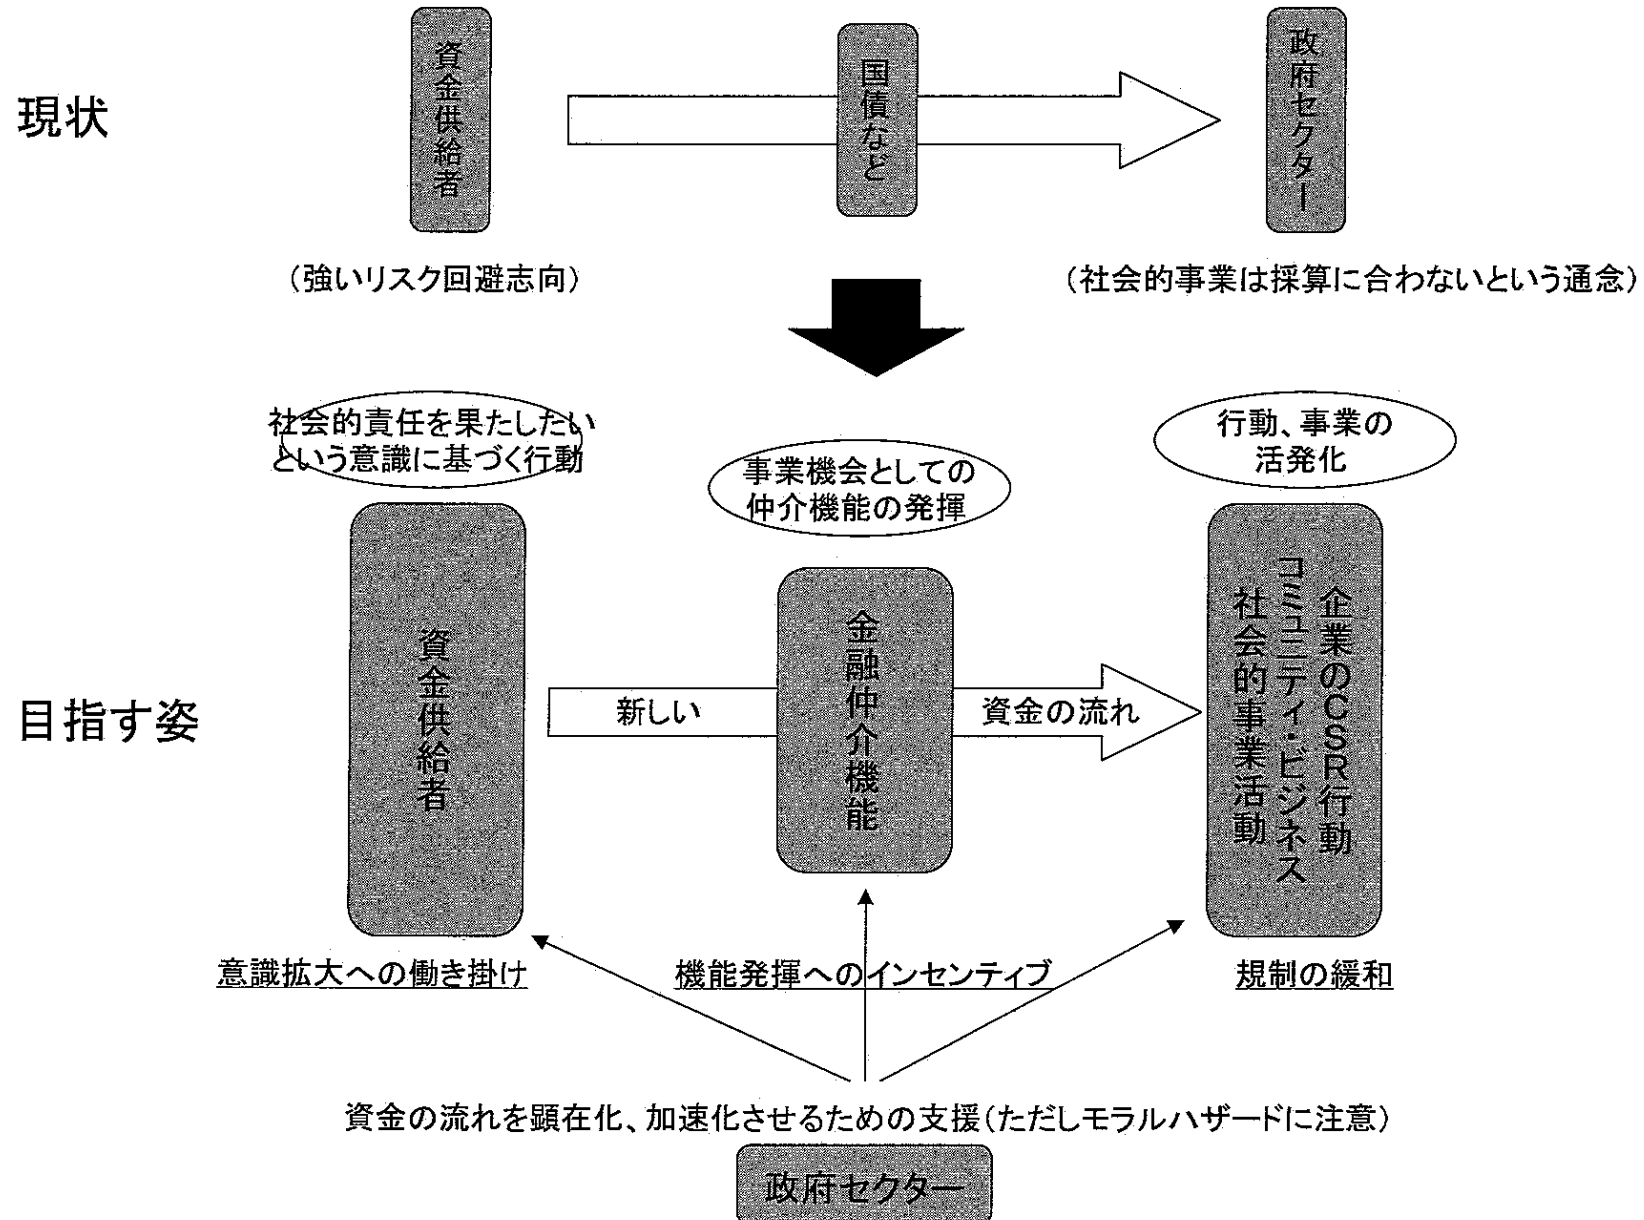 現状
資金供給者
国債など
政府セクター
(強いリスク回避志向)
(社会的事業は採算に合わないという通念)
社会的責任を果たしたい
という意識に基づく行動
事業機会としての
仲介機能の発揮
行動、事業の
活発化
目指す姿
資金供給者
新しい
金融仲介機能
資金の流れ
企業のCSR行動
コミュニティ・ビジネス
社会的事業活動
意識拡大への働き掛け
機能発揮へのインセンティブ
規制の緩和
資金の流れを顕在化、加速化させるための支援(ただしモラルハザードに注意)
政府セクター